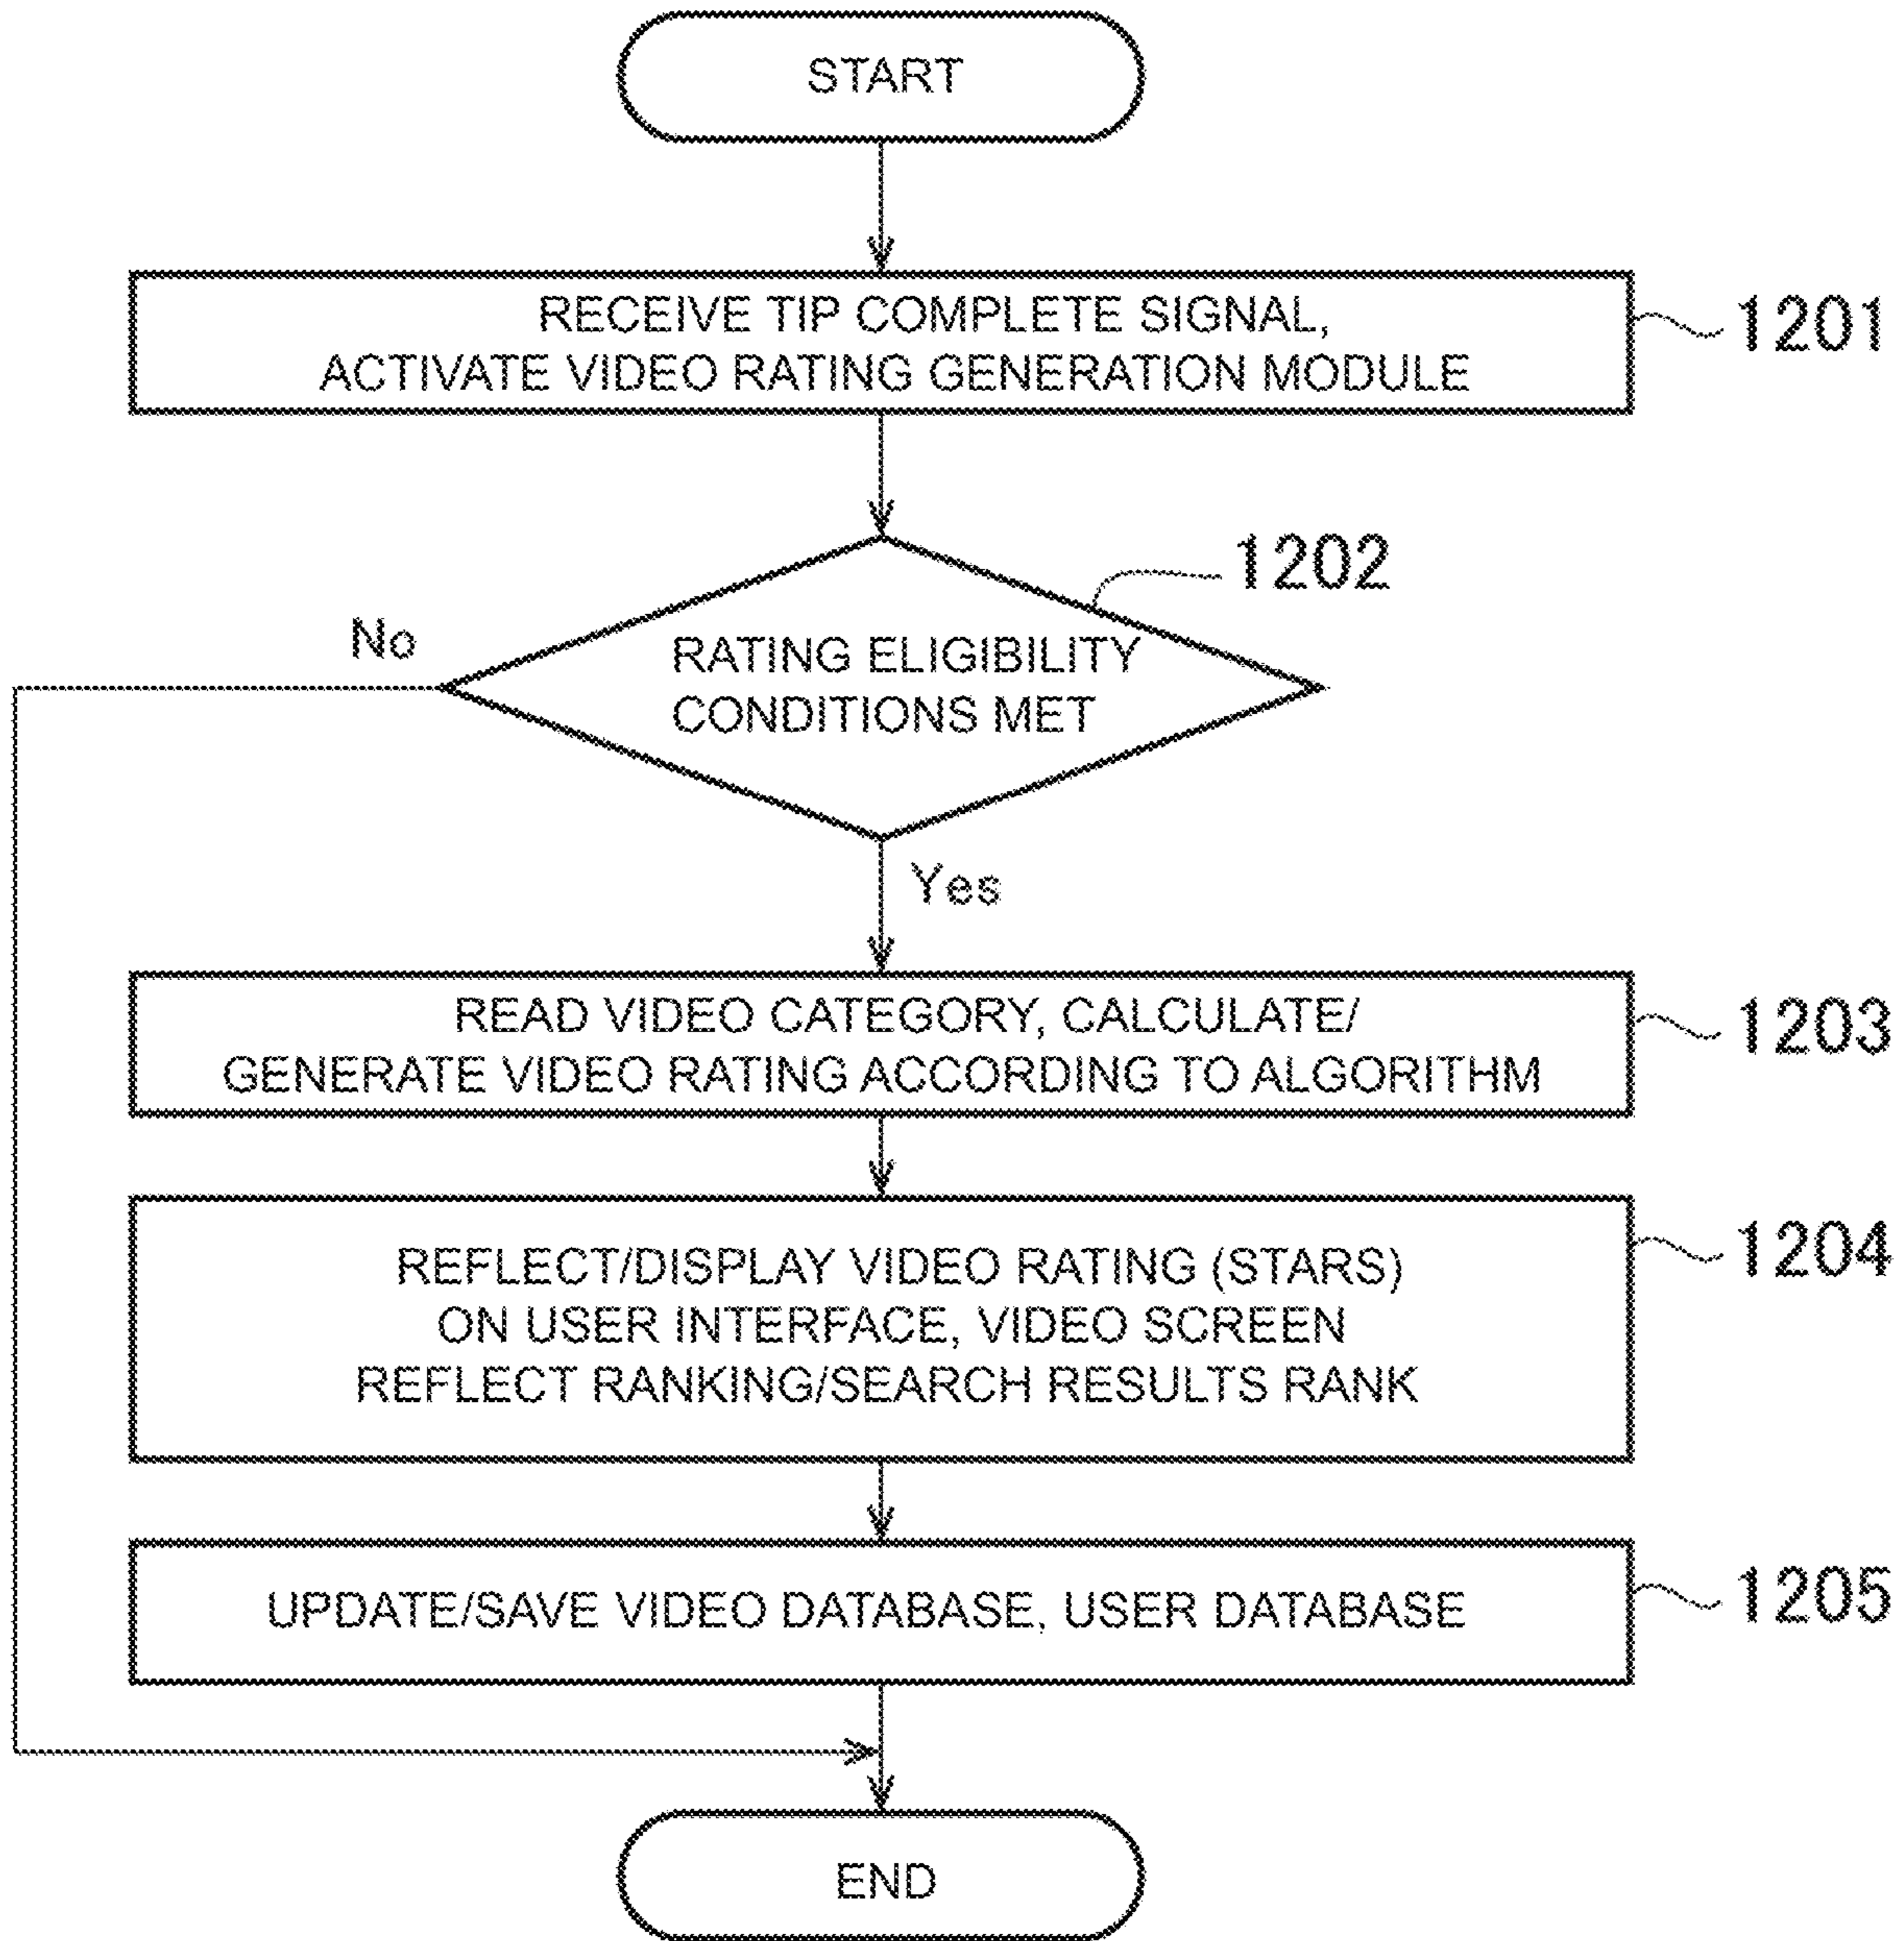 START
RECEIVE TIP COMPLETE SIGNAL,
ACTIVATE VIDEO RATING GENERATION MODULE
1201
1202
No
RATING ELIGIBILITY
CONDITIONS MET
Yes
READ VIDEO CATEGORY, CALCULATE/
GENERATE VIDEO RATING ACCORDING TO ALGORITHM
1203
REFLECT/DISPLAY VIDEO RATING (STARS)
ON USER INTERFACE, VIDEO SCREEN
REFLECT RANKING/SEARCH RESULTS RANK
1204
UPDATE/SAVE VIDEO DATABASE, USER DATABASE
1205
END